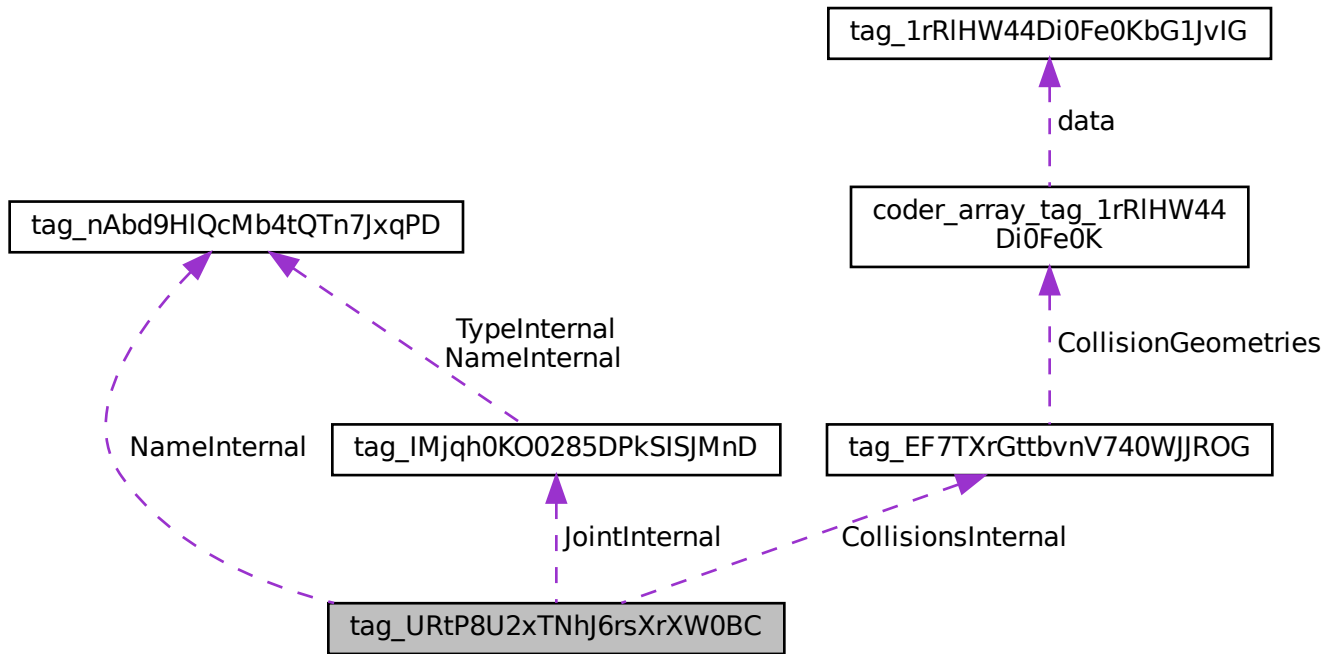 tag_1rRlHW44Di0Fe0KbG1JvIG
data
tag_nAbd9HlQcMb4tQTn7JxqPD
coder_array_tag_1rRlHW44
Di0Fe0K
TypeInternal
NameInternal
CollisionGeometries
NameInternal
tag_IMjqh0KO0285DPkSISJMnD
tag_EF7TXrGttbvnV740WJJROG
JointInternal
CollisionsInternal
tag_URtP8U2xTNhJ6rsXrXW0BC